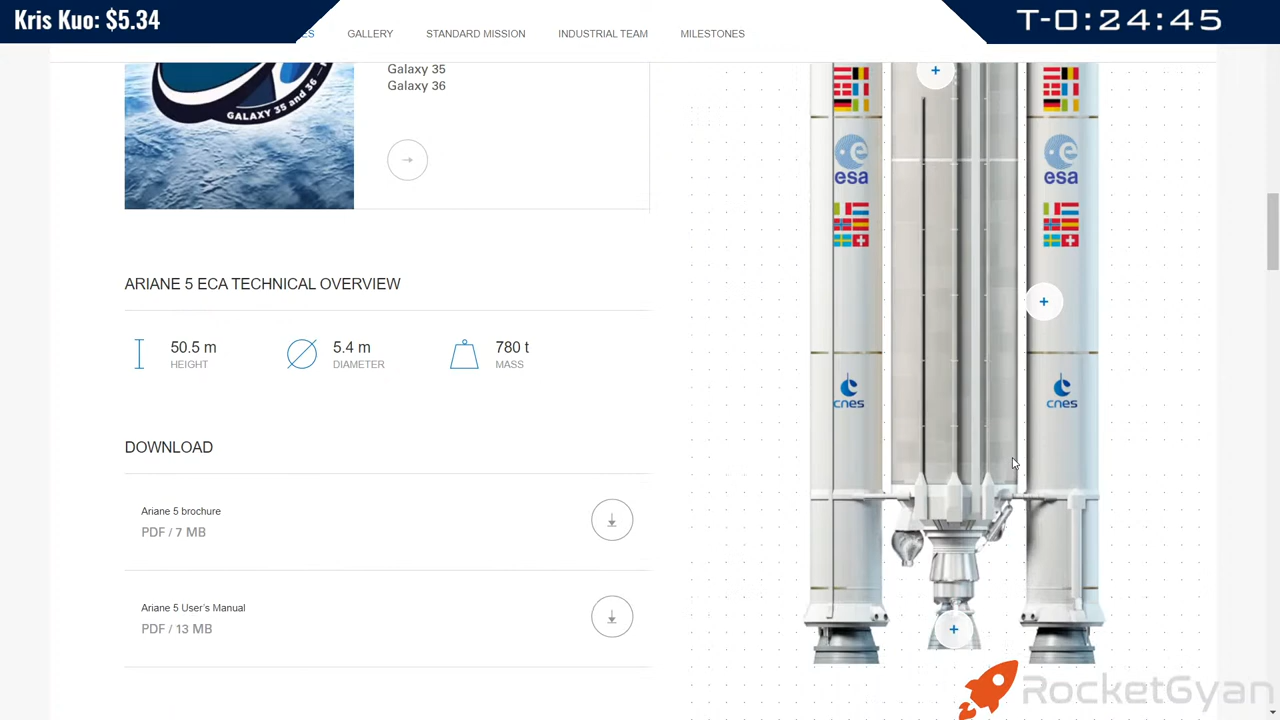 Kris Kuo: $5.34
ES
GALLERY
STANDARD MISSION
INDUSTRIAL TEAM
MILESTONES
T-0:24:45
GALAXY 35 and 36
Galaxy 35
Galaxy 36
ARIANE 5 ECA TECHNICAL OVERVIEW
50.5 m
HEIGHT
5.4 m
DIAMETER
780 t
MASS
DOWNLOAD
Ariane 5 brochure
PDF / 7 MB
Ariane 5 User's Manual
PDF / 13 MB
esa
esa
cnes
cnes
RocketGyan